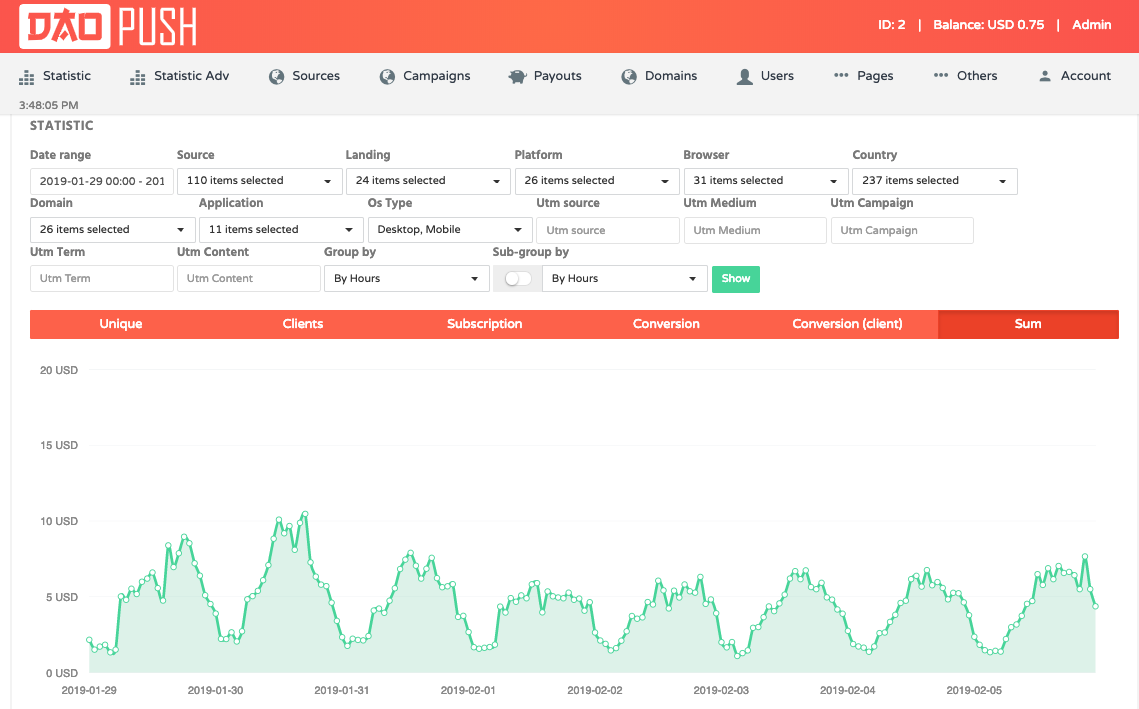 DAO PUSH
ID: 2 | Balance: USD 0.75 | Admin
Statistic Statistic Adv Sources Campaigns Payouts Domains Users Pages Others Account
3:48:05 PM
STATISTIC
Date range Source Landing Platform Browser Country
2019-01-29 00:00 - 201 110 items selected 24 items selected 26 items selected 31 items selected 237 items selected
Domain Application Os Type Utm source Utm Medium Utm Campaign
26 items selected 11 items selected Desktop, Mobile Utm source Utm Medium Utm Campaign
Utm Term Utm Content Group by Sub-group by
Utm Term Utm Content By Hours By Hours Show
Unique Clients Subscription Conversion Conversion (client) Sum
20 USD
15 USD
10 USD
5 USD
0 USD
2019-01-29 2019-01-30 2019-01-31 2019-02-01 2019-02-02 2019-02-03 2019-02-04 2019-02-05